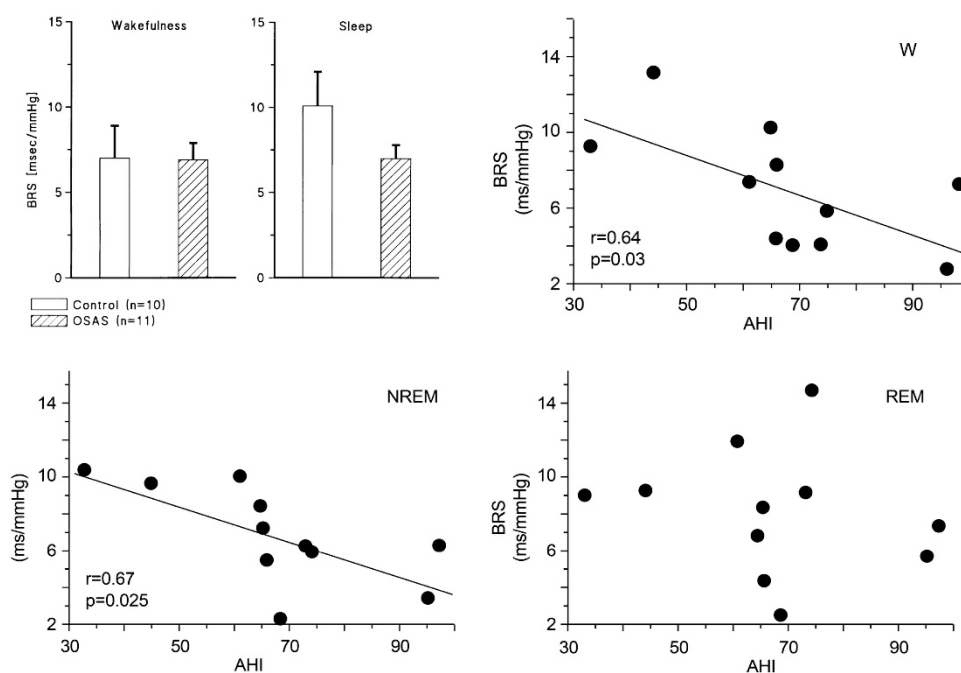 Wakefulness
15
10
5
0
BRS [msec/mmHg]
Sleep
15
10
5
0
Control (n=10)
OSAS (n=11)
W
14
10
6
2
BRS
(ms/mmHg)
r=0.64
p=0.03
30 50 70 90
AHI
NREM
14
10
6
2
(ms/mmHg)
r=0.67
p=0.025
30 50 70 90
AHI
REM
14
10
6
2
BRS
(ms/mmHg)
30 50 70 90
AHI